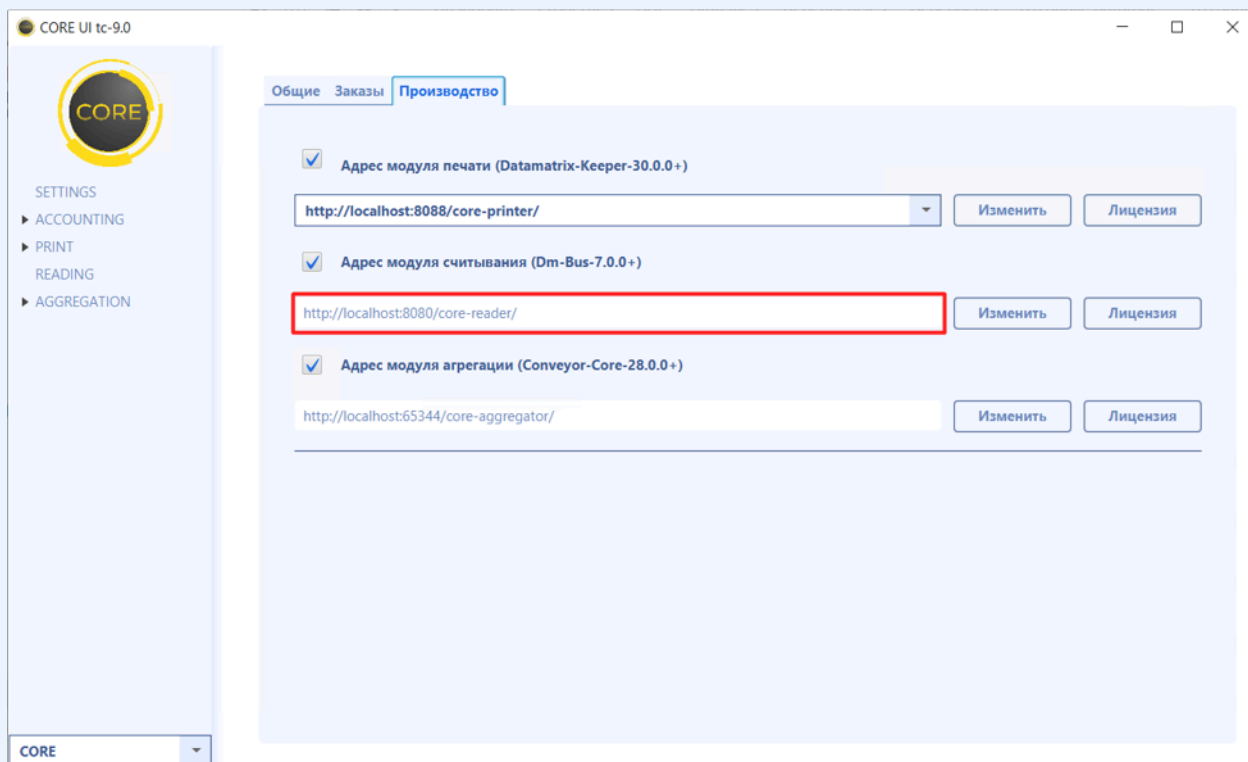 CORE UI tc-9.0
CORE
SETTINGS
ACCOUNTING
PRINT
READING
AGGREGATION
CORE
Общие Заказы Производство
Адрес модуля печати (Datamatrix-Keeper-30.0.0+)
http://localhost:8088/core-printer/ Изменить Лицензия
Адрес модуля считывания (Dm-Bus-7.0.0+)
http://localhost:8080/core-reader/ Изменить Лицензия
Адрес модуля агрегации (Conveyor-Core-28.0.0+)
http://localhost:65344/core-aggregator/ Изменить Лицензия